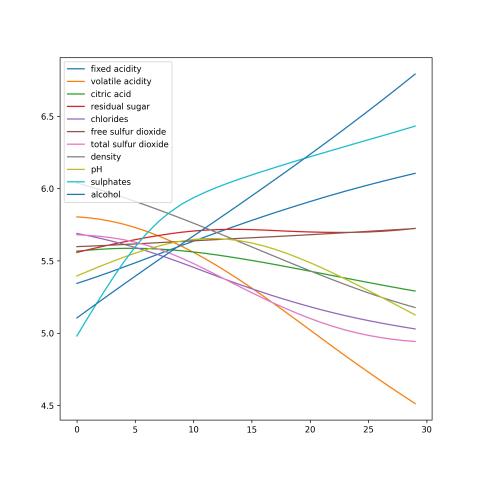 fixed acidity
volatile acidity
citric acid
residual sugar
chlorides
free sulfur dioxide
total sulfur dioxide
density
pH
sulphates
alcohol
6.5
6.0
5.5
5.0
4.5
0 5 10 15 20 25 30